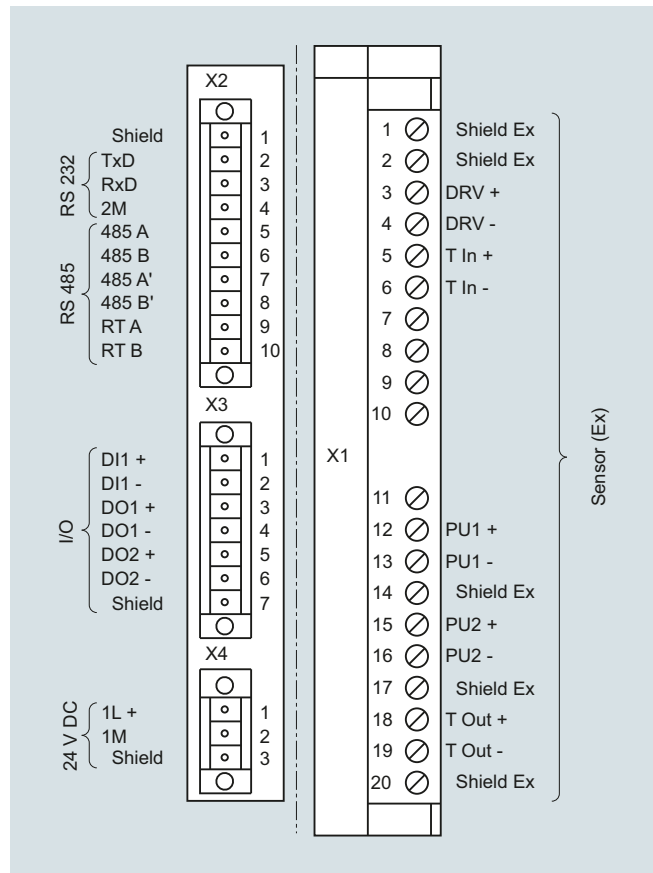 X2
RS 232
Shield 1
TxD 2
RxD 3
2M 4
RS 485
485 A 5
485 B 6
485 A' 7
485 B' 8
RT A 9
RT B 10
X3
I/O
DI1 + 1
DI1 - 2
DO1 + 3
DO1 - 4
DO2 + 5
DO2 - 6
Shield 7
X4
24 V DC
1L + 1
1M 2
Shield 3
X1
1 Shield Ex
2 Shield Ex
3 DRV +
4 DRV -
5 T In +
6 T In -
7
8
9
10
11
12 PU1 +
13 PU1 -
14 Shield Ex
15 PU2 +
16 PU2 -
17 Shield Ex
18 T Out +
19 T Out -
20 Shield Ex
Sensor (Ex)